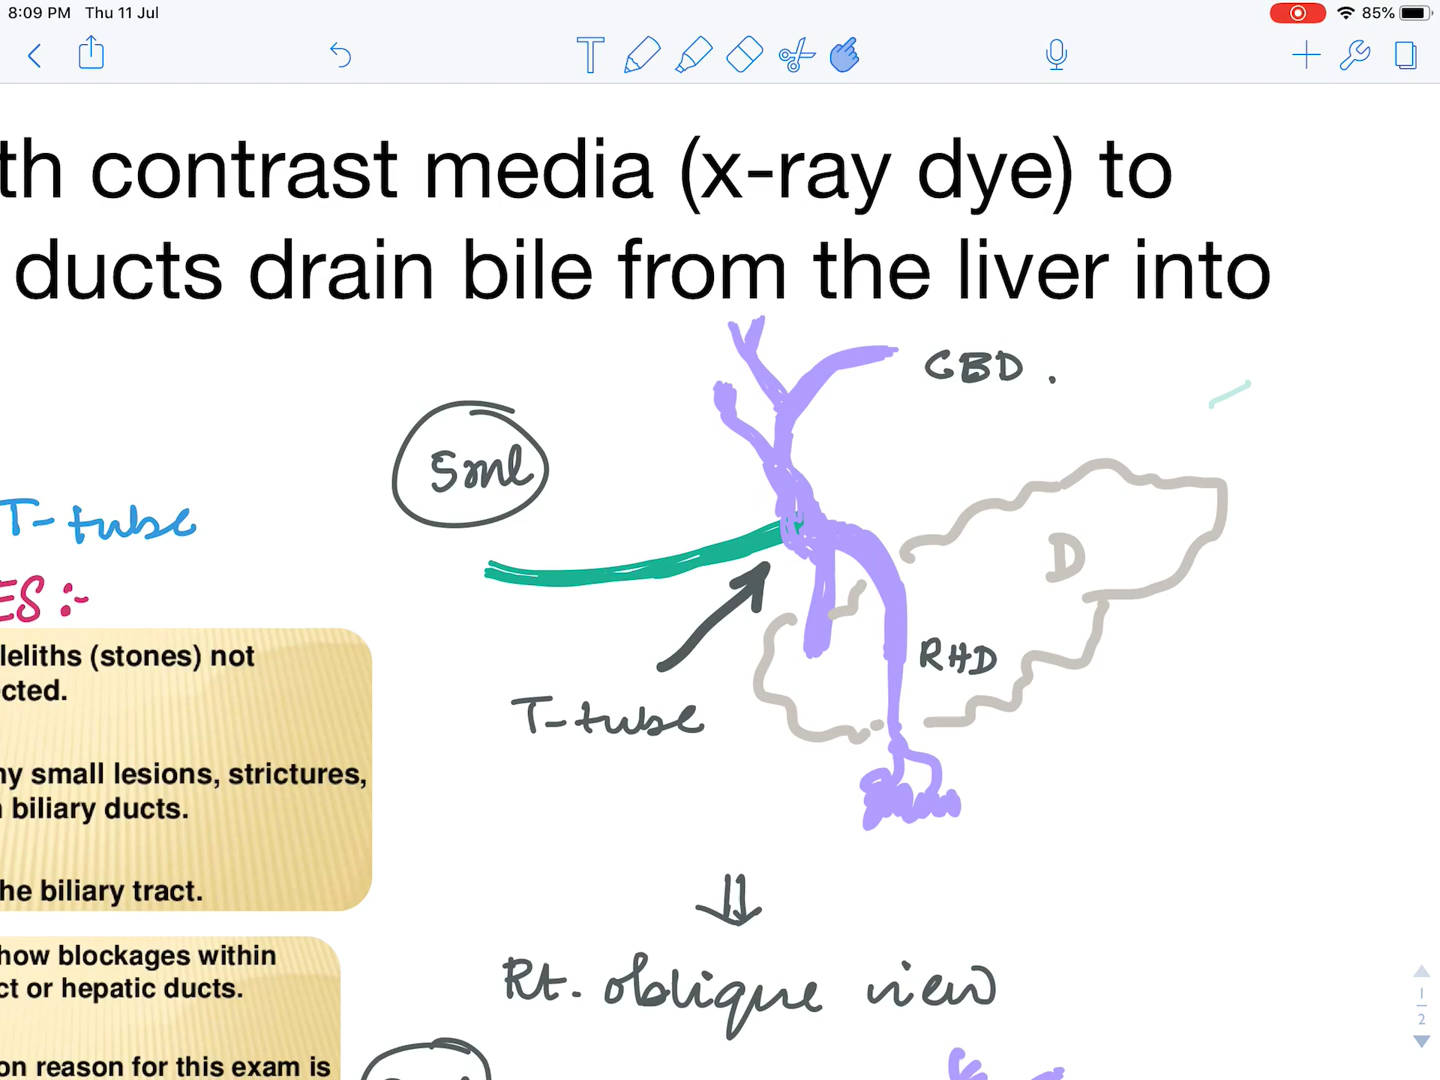 8:09 PM Thu 11 Jul 85%
th contrast media (x-ray dye) to
ducts drain bile from the liver into
CBD .
5ml
T-tube
D
ES :-
leliths (stones) not
cted.
RHD
T-tube
ny small lesions, strictures,
n biliary ducts.
he biliary tract.
Rt. oblique view
how blockages within
ct or hepatic ducts.
on reason for this exam is
1
2